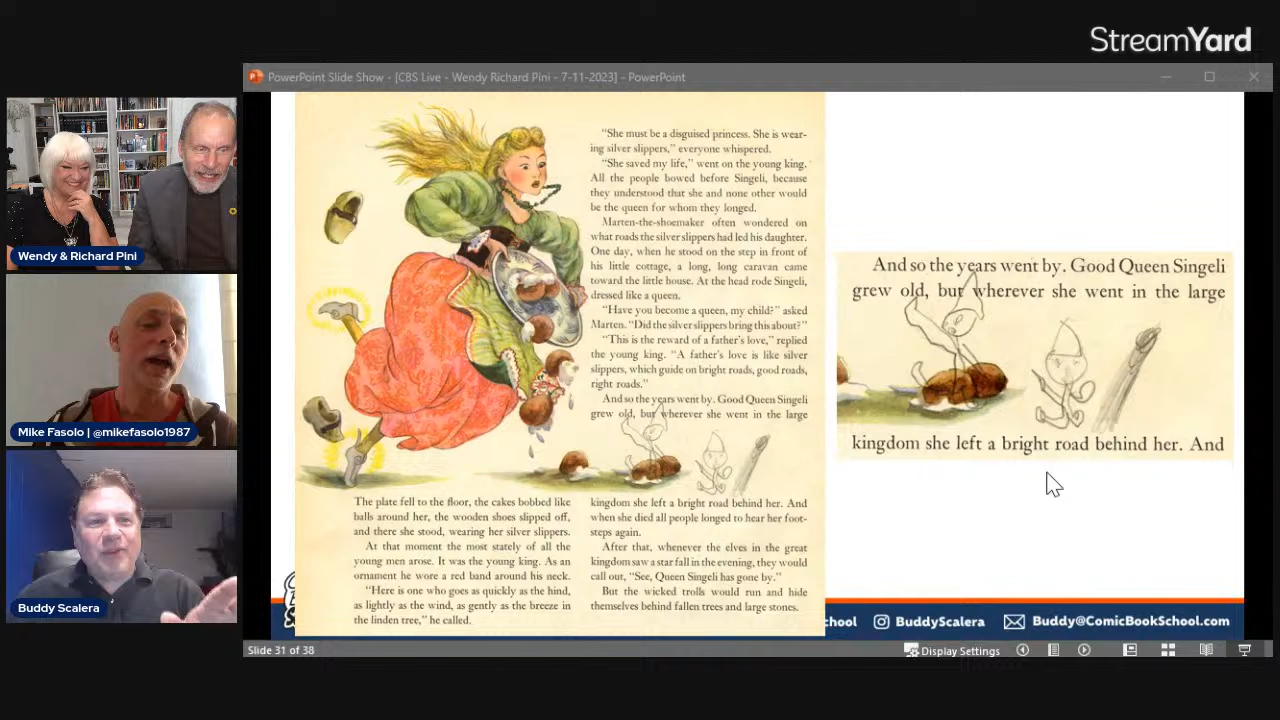 StreamYard
PowerPoint Slide Show - [CBS Live - Wendy Richard Pini - 7-11-2023] - PowerPoint
Wendy & Richard Pini
Mike Fasolo | @mikefasolo1987
Buddy Scalera
"She must be a disguised princess. She is wear-
ing silver slippers," everyone whispered.
"She saved my life," went on the young king.
All the people bowed before Singeli, because
they understood that she and none other would
be the queen for whom they longed.
Marten-the-shoemaker often wondered on
what roads the silver slippers had led his daughter.
One day, when he stood on the step in front of
his little cottage, a long, long caravan came
toward the little house. At the head rode Singeli,
dressed like a queen.
"Have you become a queen, my child?" asked
Marten. "Did the silver slippers bring this about?"
"This is the reward of a father's love," replied
the young king. "A father's love is like silver
slippers, which guide on bright roads, good roads,
right roads."
And so the years went by. Good Queen Singeli
grew old, but wherever she went in the large
The plate fell to the floor, the cakes bobbed like
balls around her, the wooden shoes slipped off,
and there she stood, wearing her silver slippers.
At that moment the most stately of all the
young men arose. It was the young king. As an
ornament he wore a red band around his neck.
"Here is one who goes as quickly as the hind,
as lightly as the wind, as gently as the breeze in
the linden tree," he called.
kingdom she left a bright road behind her. And
when she died all people longed to hear her foot-
steps again.
After that, whenever the elves in the great
kingdom saw a star fall in the evening, they would
call out, "See, Queen Singeli has gone by."
But the wicked trolls would run and hide
themselves behind fallen trees and large stones.
And so the years went by. Good Queen Singeli
grew old, but wherever she went in the large
kingdom she left a bright road behind her. And
chool BuddyScalera Buddy@ComicBookSchool.com
Slide 31 of 38
Display Settings